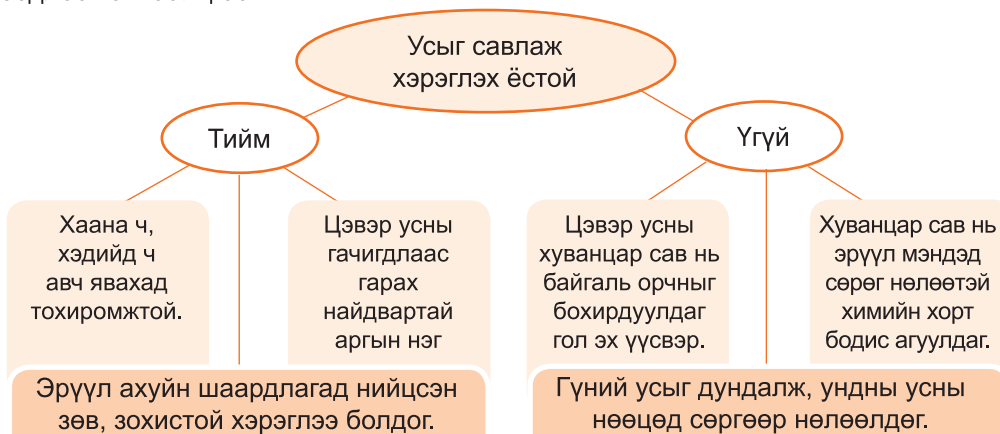 Усыг савлаж
хэрэглэх ёстой
Тийм
Үгүй
Хаана ч,
хэдийд ч
авч явахад
тохиромжтой.
Цэвэр усны
гачигдлаас
гарах
найдвартай
аргын нэг
Цэвэр усны
хуванцар сав нь
байгаль орчныг
бохирдуулдаг
гол эх үүсвэр.
Хуванцар сав нь
эрүүл мэндэд
сөрөг нөлөөтэй
химийн хорт
бодис агуулдаг.
Эрүүл ахуйн шаардлагад нийцсэн
зөв, зохистой хэрэглээ болдог.
Гүний усыг дундалж, ундны усны
нөөцөд сөргөөр нөлөөлдөг.